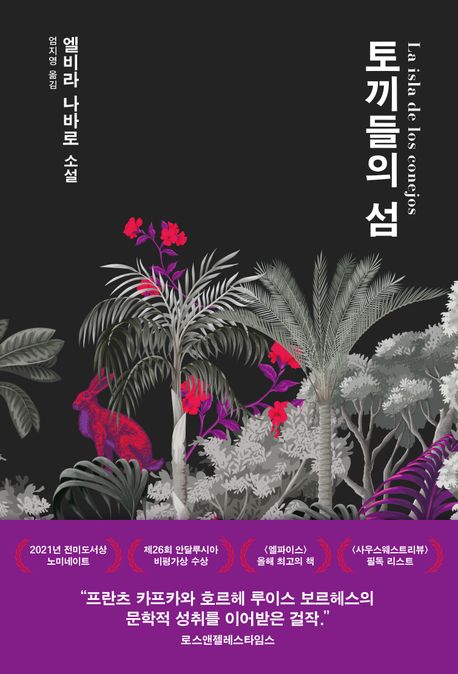 La isla de los conejos
토끼들의 섬
엘비라 나바로 소설
엄지영 옮김
2021년 전미도서상
노미네이트
제26회 안달루시아
비평가상 수상
〈엘파이스〉
올해 최고의 책
〈사우스웨스트리뷰〉
필독 리스트
“프란츠 카프카와 호르헤 루이스 보르헤스의
문학적 성취를 이어받은 걸작.”
로스앤젤레스타임스